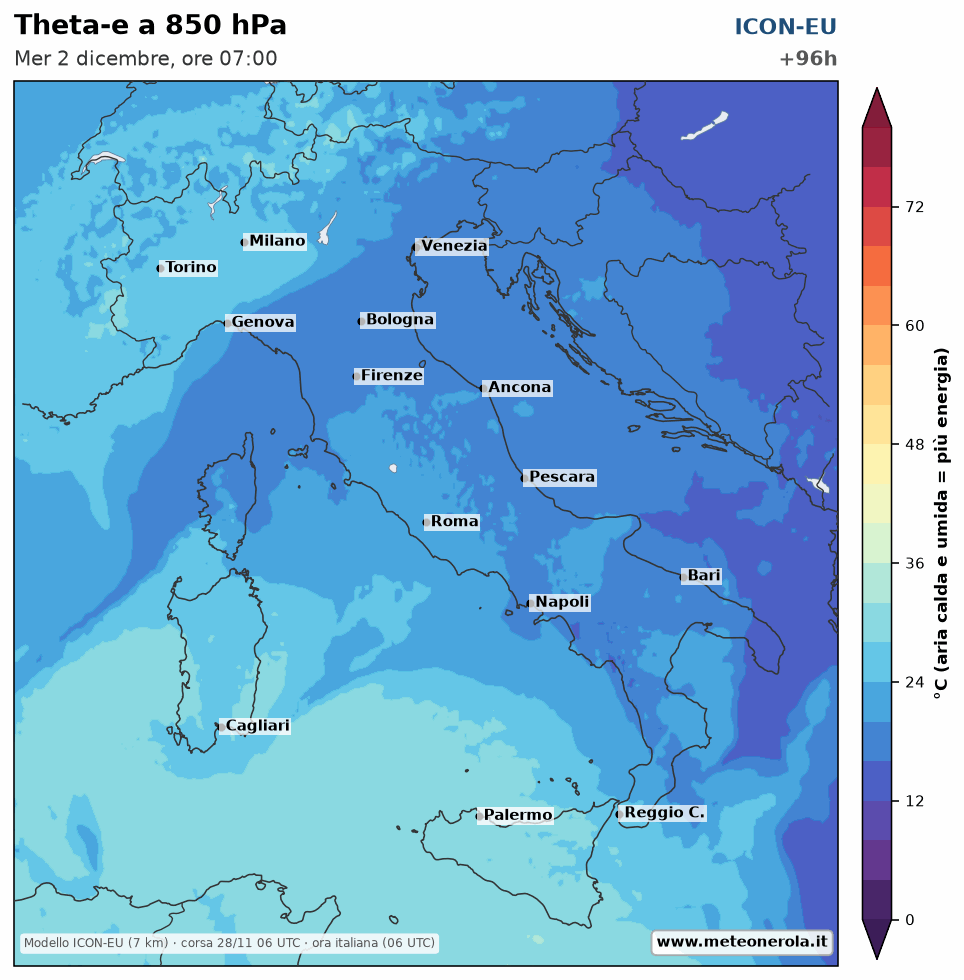 Theta-e a 850 hPa
ICON-EU
Mer 2 dicembre, ore 07:00
+96h
Milano
Venezia
Torino
Genova
Bologna
Firenze
Ancona
Pescara
Roma
Bari
Napoli
Cagliari
Palermo
Reggio C.
72
60
48
36
24
12
0
°C (aria calda e umida = più energia)
Modello ICON-EU (7 km) · corsa 28/11 06 UTC · ora italiana (06 UTC)
www.meteonerola.it